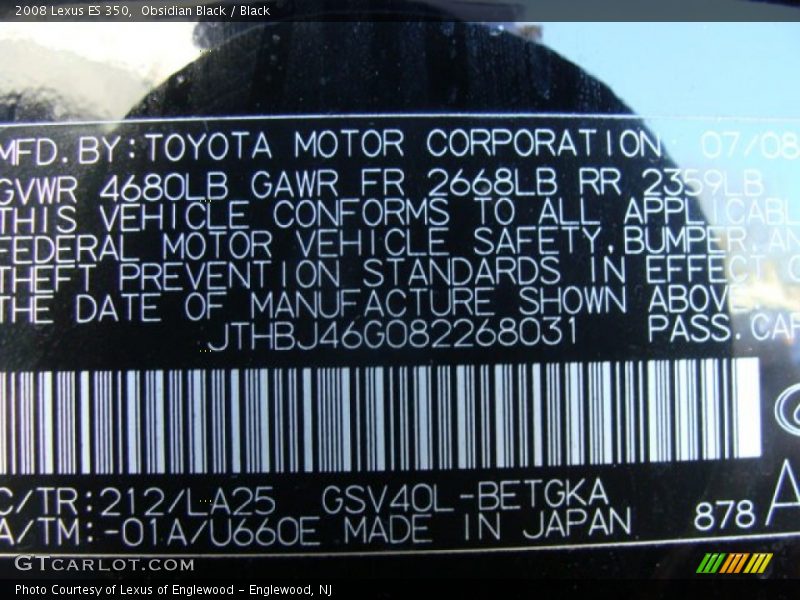 2008 Lexus ES 350, Obsidian Black / Black
MFD. BY: TOYOTA MOTOR CORPORATION 07/08
GVWR 4680LB GAWR FR 2668LB RR 2359LB
THIS VEHICLE CONFORMS TO ALL APPLICABL
FEDERAL MOTOR VEHICLE SAFETY, BUMPER, AN
THEFT PREVENTION STANDARDS IN EFFECT O
THE DATE OF MANUFACTURE SHOWN ABOVE
JTHBJ46G082268031 PASS. CAR
C/TR: 212/LA25 GSV40L-BETGKA
A/TM: -01A/U660E MADE IN JAPAN 878 A
GTcarlot.com
Photo Courtesy of Lexus of Englewood - Englewood, NJ